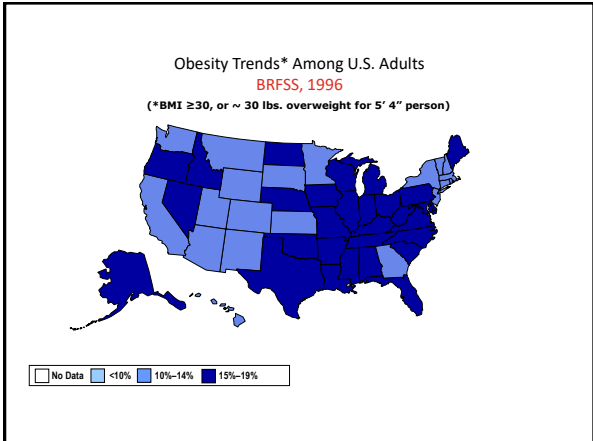 Obesity Trends* Among U.S. Adults
BRFSS, 1996
(*BMI ≥30, or ~ 30 lbs. overweight for 5’ 4” person)
No Data <10% 10%–14% 15%–19%